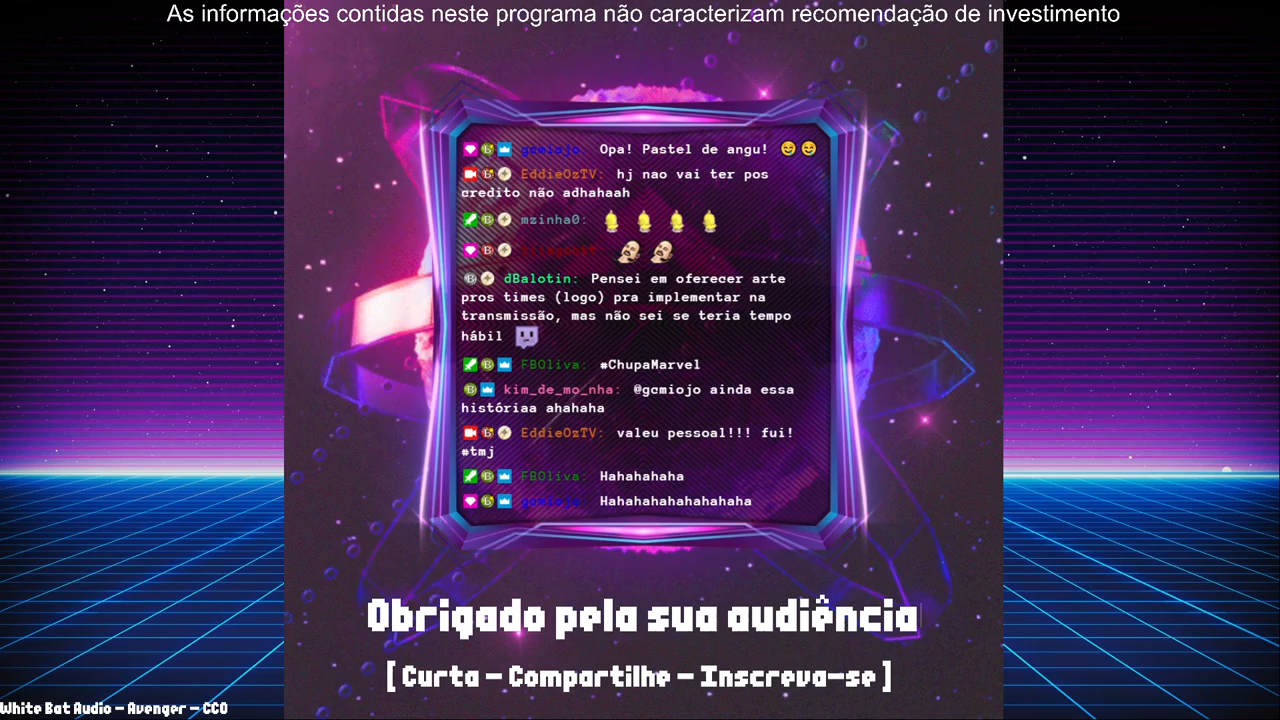 As informações contidas neste programa não caracterizam recomendação de investimento
gcmiojo: Opa! Pastel de angu! 😊😊
EddieOzTV: hj nao vai ter pos
credito não adhahaah
mzinha0:
dBalotin: Pensei em oferecer arte
pros times (logo) pra implementar na
transmissão, mas não sei se teria tempo
hábil
FBOliva: #ChupaMarvel
kim_de_mo_nha: @gcmiojo ainda essa
históriaa ahahaha
EddieOzTV: valeu pessoal!!! fui!
#tmj
FBOliva: Hahahahaha
gcmiojo: Hahahahahahahahaha
Obrigado pela sua audiência
[ Curta - Compartilhe - Inscreva-se ]
White Bat Audio - Avenger - CC0